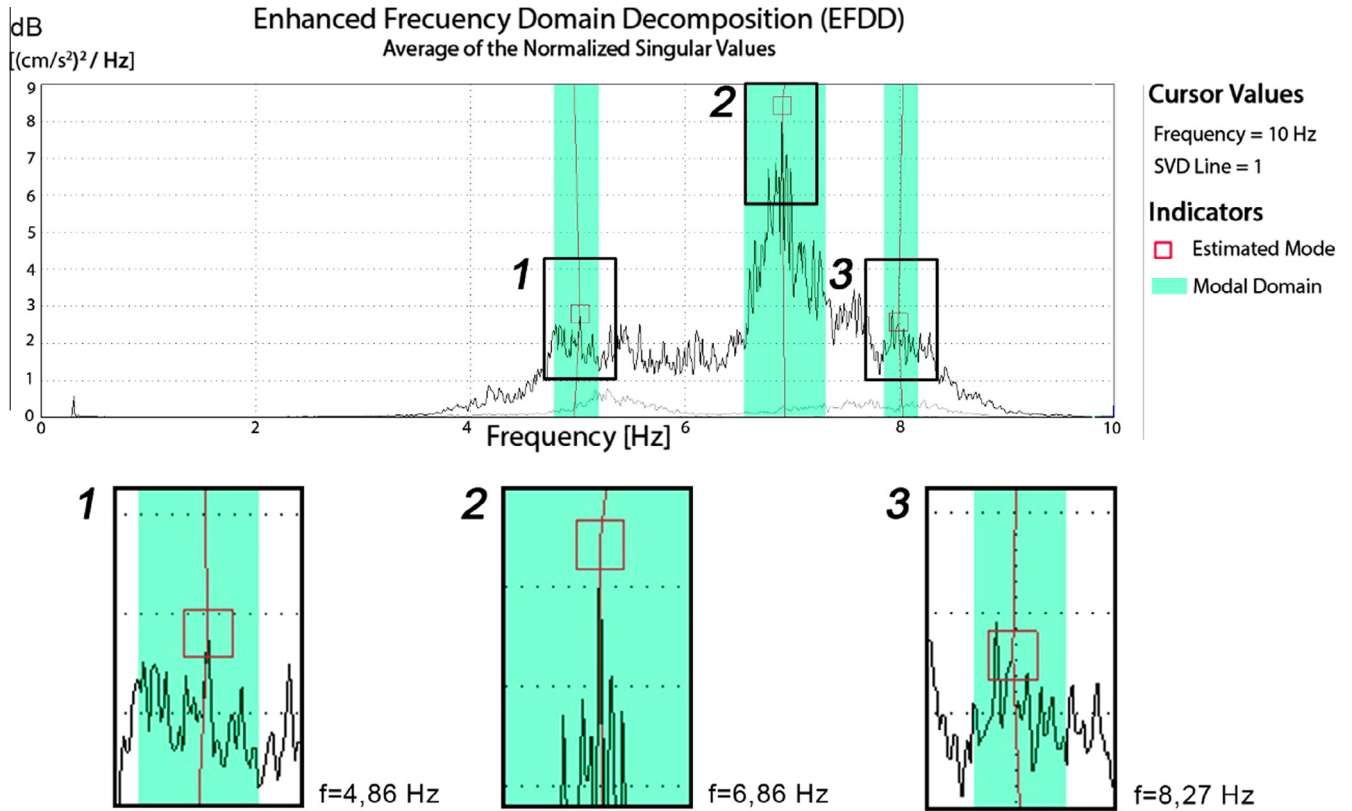 Enhanced Frecuency Domain Decomposition (EFDD)
Average of the Normalized Singular Values
dB
[(cm/s²)² / Hz]
9
8
7
6
5
4
3
2
1
0
0 2 4 6 8 10
Frequency [Hz]
1
2
3
Cursor Values
Frequency = 10 Hz
SVD Line = 1
Indicators
Estimated Mode
Modal Domain
1
f=4,86 Hz
2
f=6,86 Hz
3
f=8,27 Hz